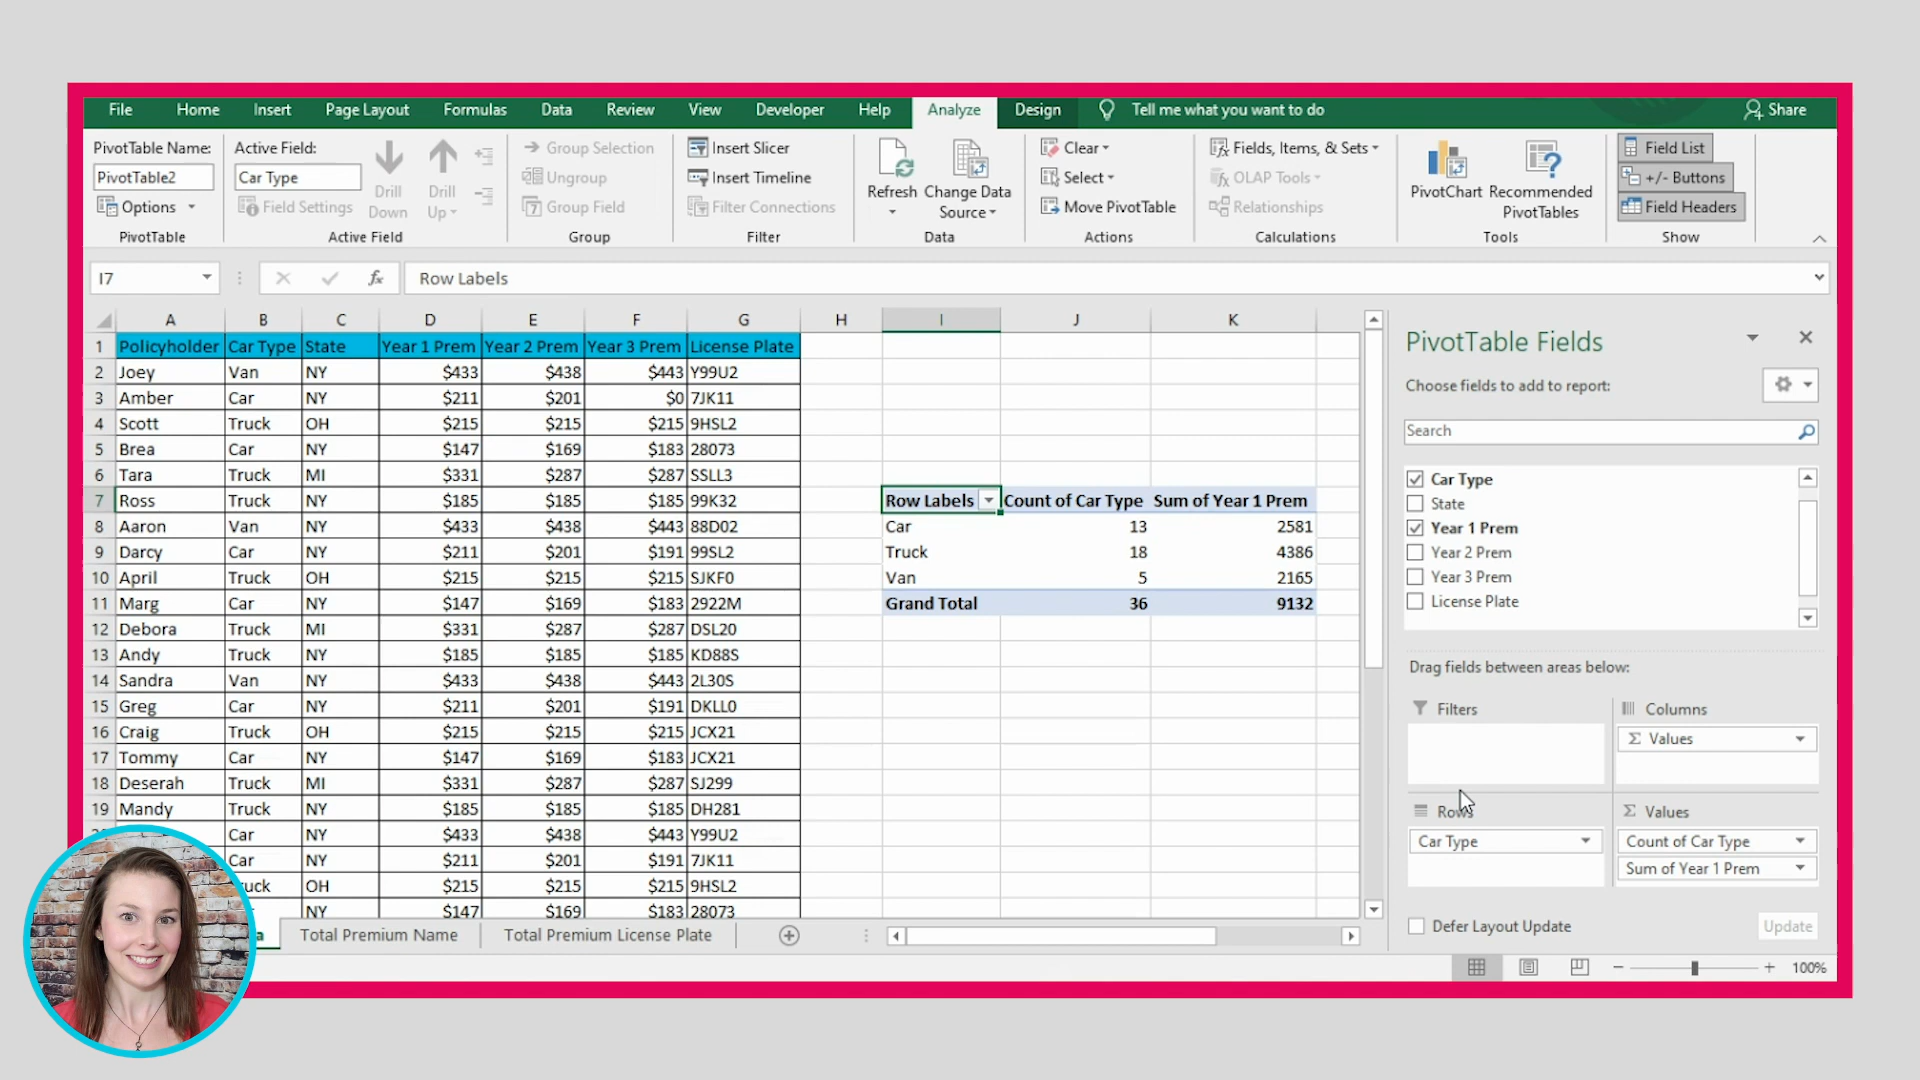 File Home Insert Page Layout Formulas Data Review View Developer Help Analyze Design Tell me what you want to do Share
PivotTable Name:
PivotTable2
Options
PivotTable
Active Field:
Car Type
Field Settings
Drill Down
Drill Up
Active Field
Group Selection
Ungroup
Group Field
Group
Insert Slicer
Insert Timeline
Filter Connections
Filter
Refresh
Change Data Source
Data
Clear
Select
Move PivotTable
Actions
Fields, Items, & Sets
OLAP Tools
Relationships
Calculations
PivotChart
Recommended PivotTables
Tools
Field List
+/- Buttons
Field Headers
Show
I7 fx Row Labels
A B C D E F G H I J K
1 Policyholder Car Type State Year 1 Prem Year 2 Prem Year 3 Prem License Plate
2 Joey Van NY $433 $438 $443 Y99U2
3 Amber Car NY $211 $201 $0 7JK11
4 Scott Truck OH $215 $215 $215 9HSL2
5 Brea Car NY $147 $169 $183 28073
6 Tara Truck MI $331 $287 $287 SSLL3
7 Ross Truck NY $185 $185 $185 99K32 Row Labels Count of Car Type Sum of Year 1 Prem
8 Aaron Van NY $433 $438 $443 88D02 Car 13 2581
9 Darcy Car NY $211 $201 $191 99SL2 Truck 18 4386
10 April Truck OH $215 $215 $215 SJKF0 Van 5 2165
11 Marg Car NY $147 $169 $183 2922M Grand Total 36 9132
12 Debora Truck MI $331 $287 $287 DSL20
13 Andy Truck NY $185 $185 $185 KD88S
14 Sandra Van NY $433 $438 $443 2L30S
15 Greg Car NY $211 $201 $191 DKLL0
16 Craig Truck OH $215 $215 $215 JCX21
17 Tommy Car NY $147 $169 $183 JCX21
18 Deserah Truck MI $331 $287 $287 SJ299
19 Mandy Truck NY $185 $185 $185 DH281
Car NY $433 $438 $443 Y99U2
Car NY $211 $201 $191 7JK11
uck OH $215 $215 $215 9HSL2
NY $147 $169 $183 28073
a Total Premium Name Total Premium License Plate
PivotTable Fields
Choose fields to add to report:
Search
Car Type
State
Year 1 Prem
Year 2 Prem
Year 3 Prem
License Plate
Drag fields between areas below:
Filters
Columns
Σ Values
Rows
Car Type
Σ Values
Count of Car Type
Sum of Year 1 Prem
Defer Layout Update
Update
100%